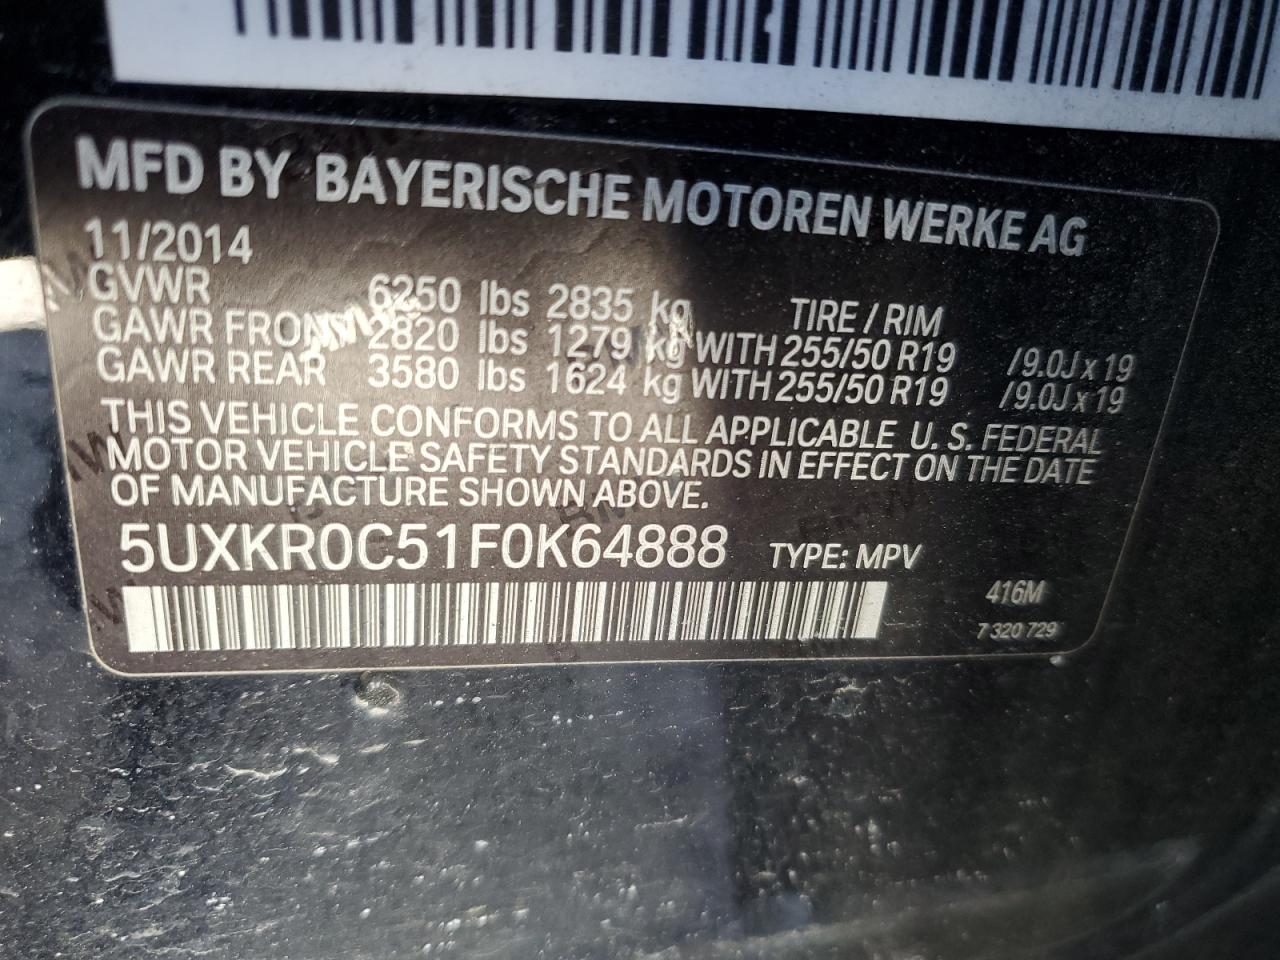 MFD BY BAYERISCHE MOTOREN WERKE AG
11/2014
GVWR 6250 lbs 2835 kg TIRE / RIM
GAWR FRONT 2820 lbs 1279 kg WITH 255/50 R19 /9.0J x 19
GAWR REAR 3580 lbs 1624 kg WITH 255/50 R19 /9.0J x 19
THIS VEHICLE CONFORMS TO ALL APPLICABLE U. S. FEDERAL
MOTOR VEHICLE SAFETY STANDARDS IN EFFECT ON THE DATE
OF MANUFACTURE SHOWN ABOVE.
5UXKR0C51F0K64888 TYPE: MPV
416M
7 320 729